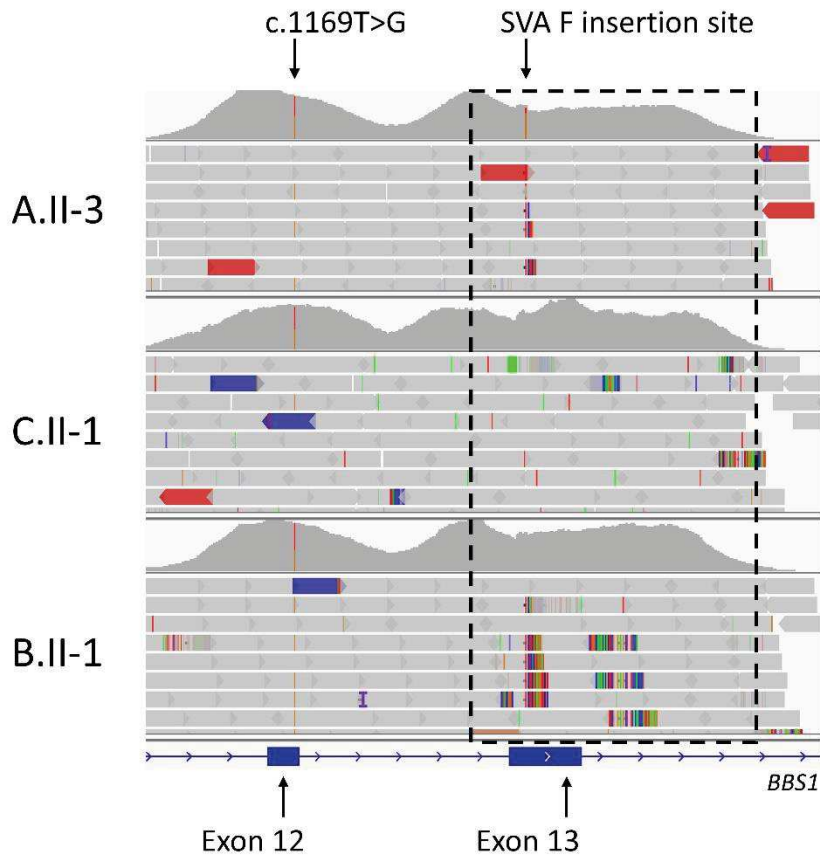 c.1169T>G
SVA F insertion site
A.II-3
C.II-1
B.II-1
BBS1
Exon 12
Exon 13